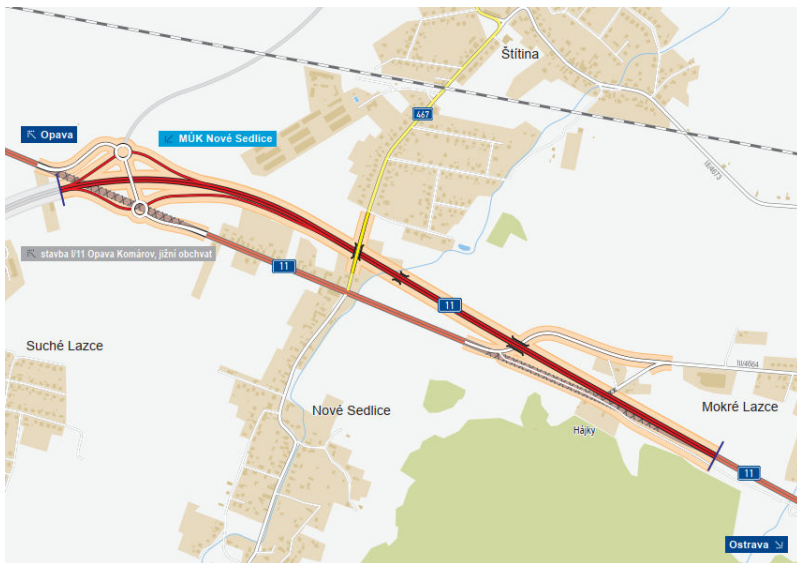 Štítina
467
Opava
MÚK Nové Sedlice
III/4673
stavba I/11 Opava Komárov, jižní obchvat
11
11
Suché Lazce
III/4664
Nové Sedlice
Mokré Lazce
Hájky
11
Ostrava